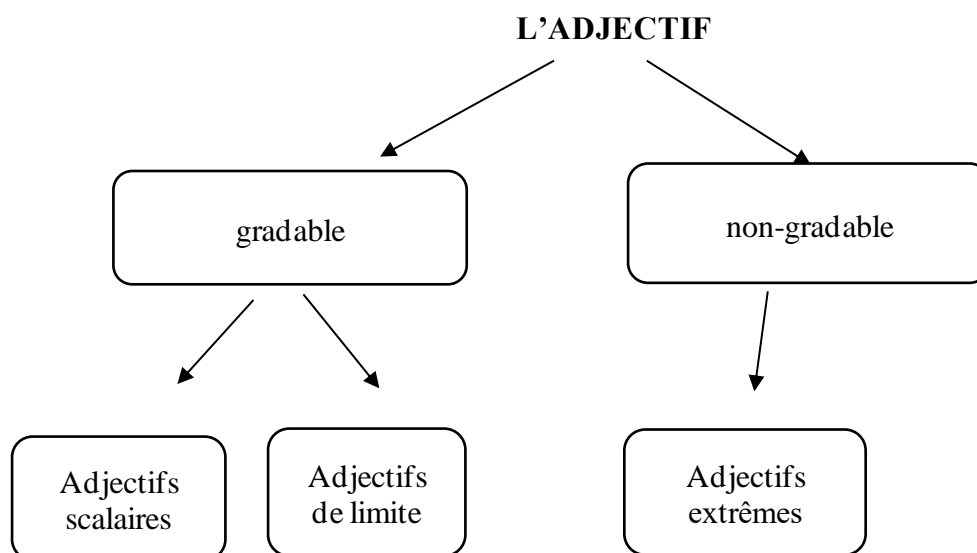 L’ADJECTIF
gradable
non-gradable
Adjectifs
scalaires
Adjectifs
de limite
Adjectifs
extrêmes